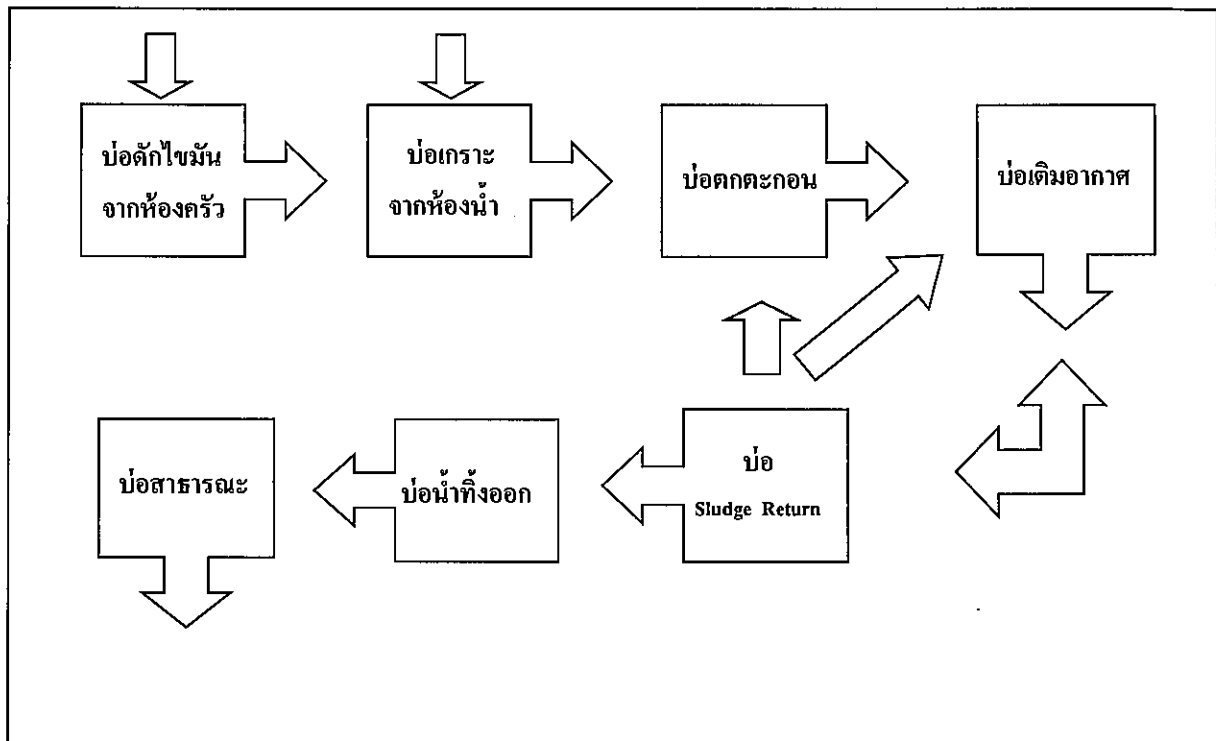 บ่อดักไขมัน
จากห้องครัว
บ่อเกราะ
จากห้องน้ำ
บ่อตกตะกอน
บ่อเติมอากาศ
บ่อสาธารณะ
บ่อน้ำทิ้งออก
บ่อ
Sludge Return